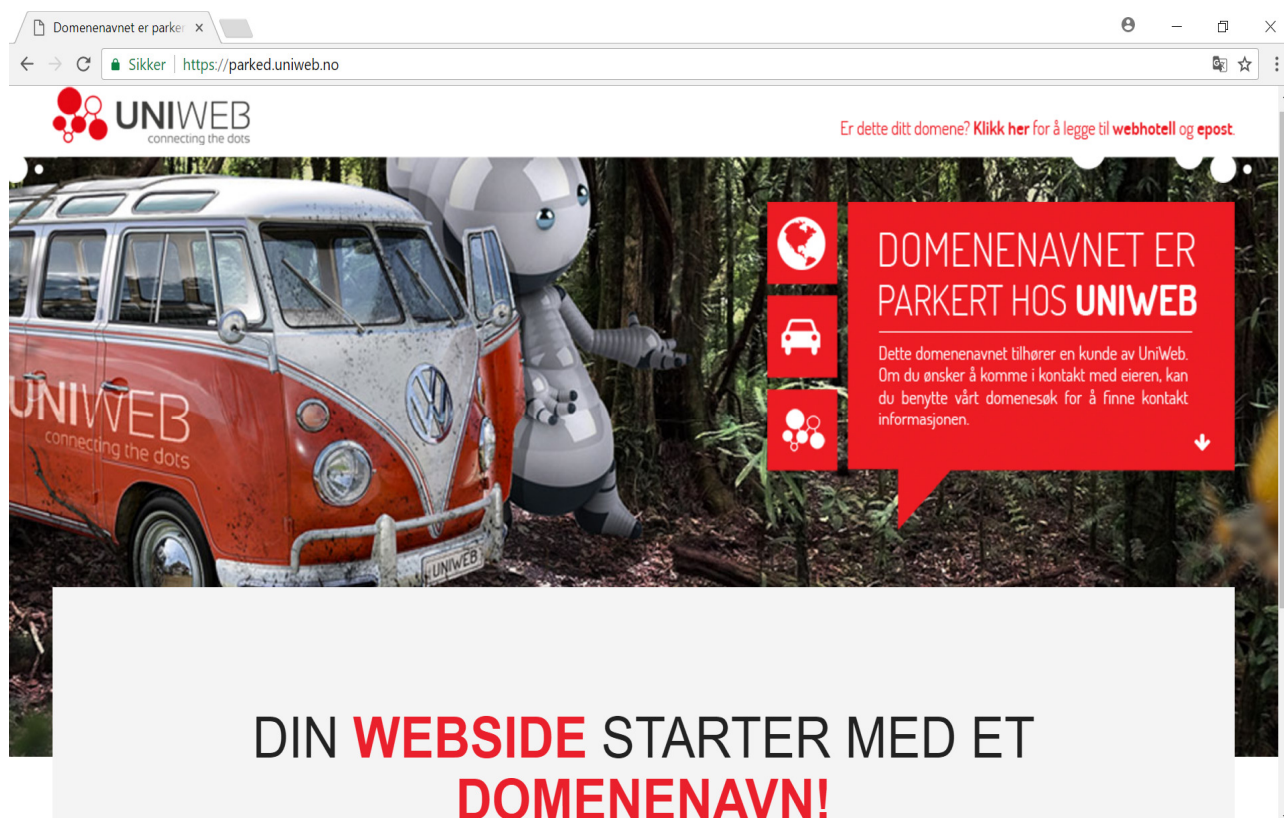 Domenenavnet er parker
Sikker | https://parked.uniweb.no
UNIWEB
connecting the dots
Er dette ditt domene? Klikk her for å legge til webhotell og epost.
DOMENENAVNET ER
PARKERT HOS UNIWEB
Dette domenenavnet tilhører en kunde av UniWeb.
Om du ønsker å komme i kontakt med eieren, kan
du benytte vårt domenesøk for å finne kontakt
informasjonen.
UNIWEB
connecting the dots
UNIWEB
DIN WEBSIDE STARTER MED ET
DOMENENAVN!